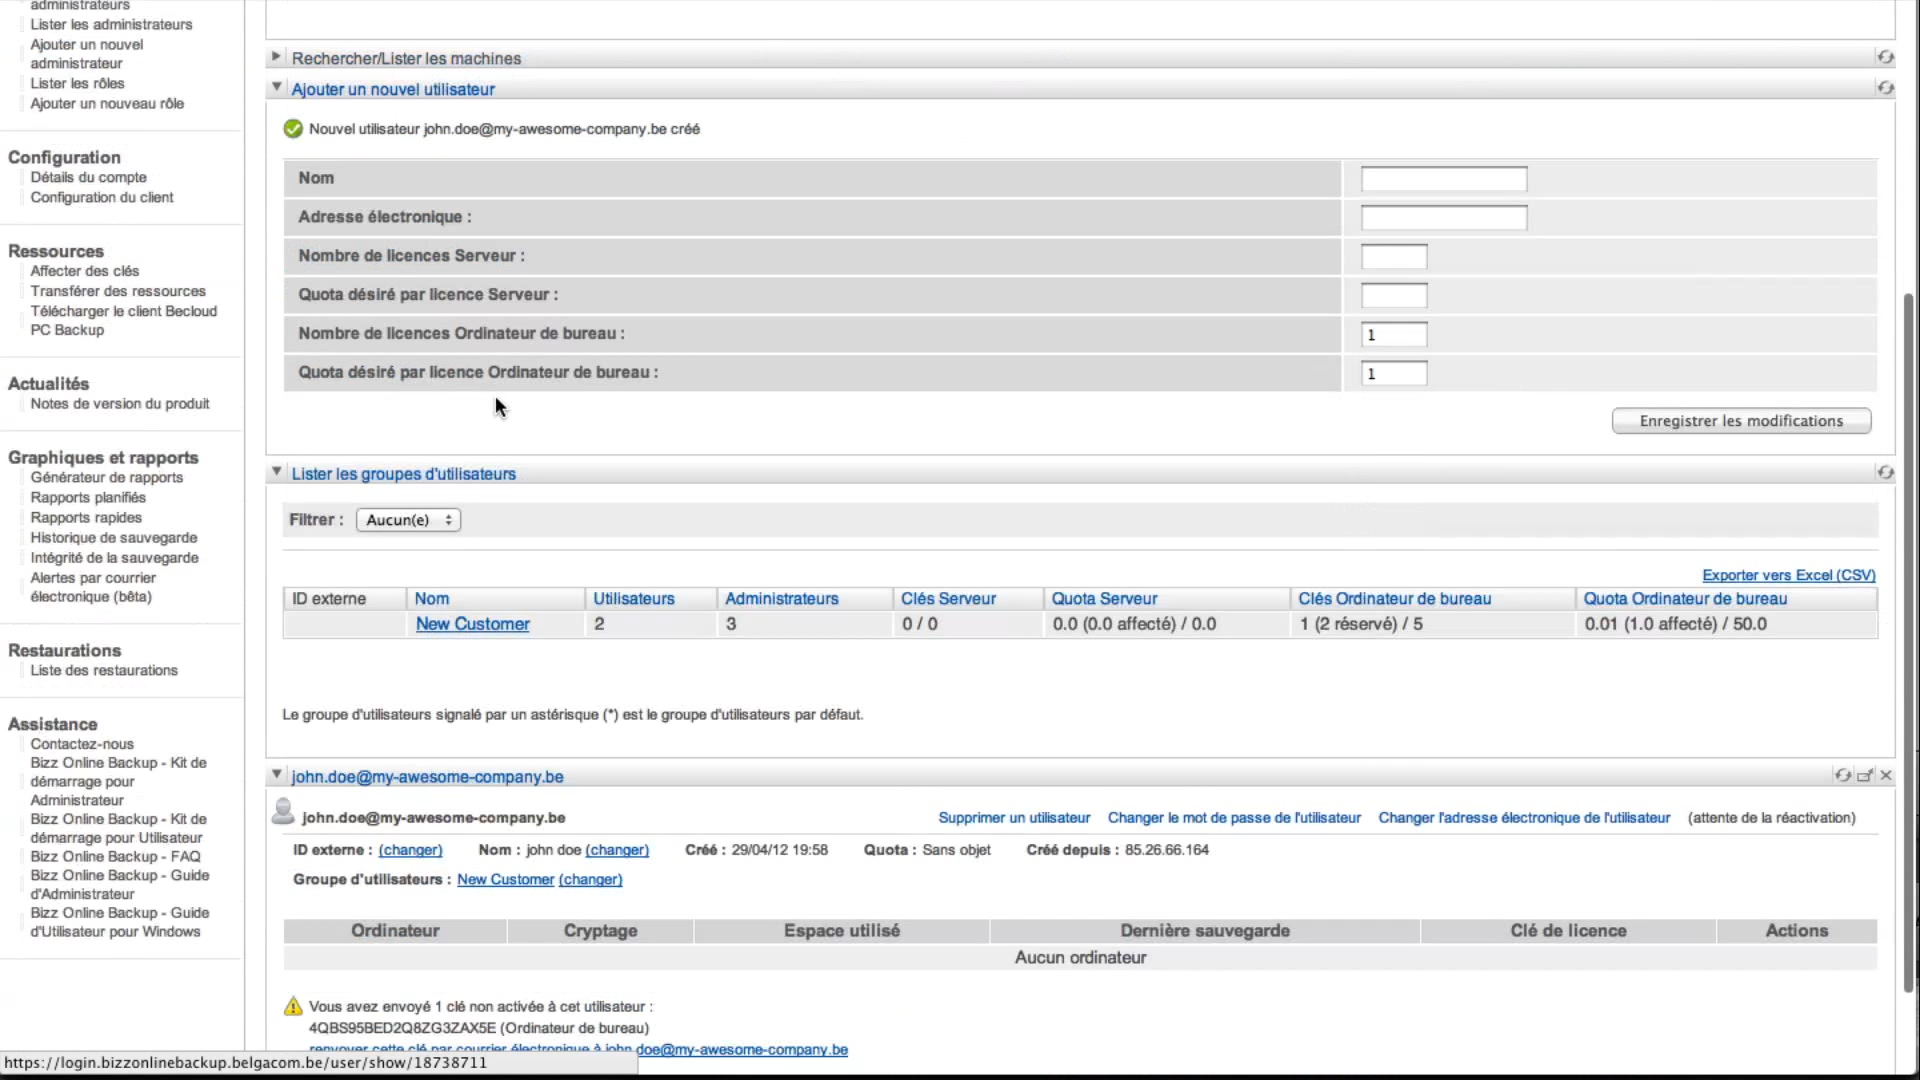 administrateurs
Lister les administrateurs
Ajouter un nouvel
administrateur
Lister les rôles
Ajouter un nouveau rôle
Configuration
Détails du compte
Configuration du client
Ressources
Affecter des clés
Transférer des ressources
Télécharger le client Becloud
PC Backup
Actualités
Notes de version du produit
Graphiques et rapports
Générateur de rapports
Rapports planifiés
Rapports rapides
Historique de sauvegarde
Intégrité de la sauvegarde
Alertes par courrier
électronique (bêta)
Restaurations
Liste des restaurations
Assistance
Contactez-nous
Bizz Online Backup - Kit de
démarrage pour
Administrateur
Bizz Online Backup - Kit de
démarrage pour Utilisateur
Bizz Online Backup - FAQ
Bizz Online Backup - Guide
d'Administrateur
Bizz Online Backup - Guide
d'Utilisateur pour Windows
Rechercher/Lister les machines
Ajouter un nouvel utilisateur
Nouvel utilisateur john.doe@my-awesome-company.be créé
Nom
Adresse électronique :
Nombre de licences Serveur :
Quota désiré par licence Serveur :
Nombre de licences Ordinateur de bureau : 1
Quota désiré par licence Ordinateur de bureau : 1
Enregistrer les modifications
Lister les groupes d'utilisateurs
Filtrer : Aucun(e)
Exporter vers Excel (CSV)
ID externe Nom Utilisateurs Administrateurs Clés Serveur Quota Serveur Clés Ordinateur de bureau Quota Ordinateur de bureau
New Customer 2 3 0 / 0 0.0 (0.0 affecté) / 0.0 1 (2 réservé) / 5 0.01 (1.0 affecté) / 50.0
Le groupe d'utilisateurs signalé par un astérisque (*) est le groupe d'utilisateurs par défaut.
john.doe@my-awesome-company.be
john.doe@my-awesome-company.be Supprimer un utilisateur Changer le mot de passe de l'utilisateur Changer l'adresse électronique de l'utilisateur (attente de la réactivation)
ID externe : (changer) Nom : john doe (changer) Créé : 29/04/12 19:58 Quota : Sans objet Créé depuis : 85.26.66.164
Groupe d'utilisateurs : New Customer (changer)
Ordinateur Cryptage Espace utilisé Dernière sauvegarde Clé de licence Actions
Aucun ordinateur
Vous avez envoyé 1 clé non activée à cet utilisateur :
4QBS95BED2Q8ZG3ZAX5E (Ordinateur de bureau)
renvoyer cette clé par courrier électronique à john.doe@my-awesome-company.be
https://login.bizzonlinebackup.belgacom.be/user/show/18738711